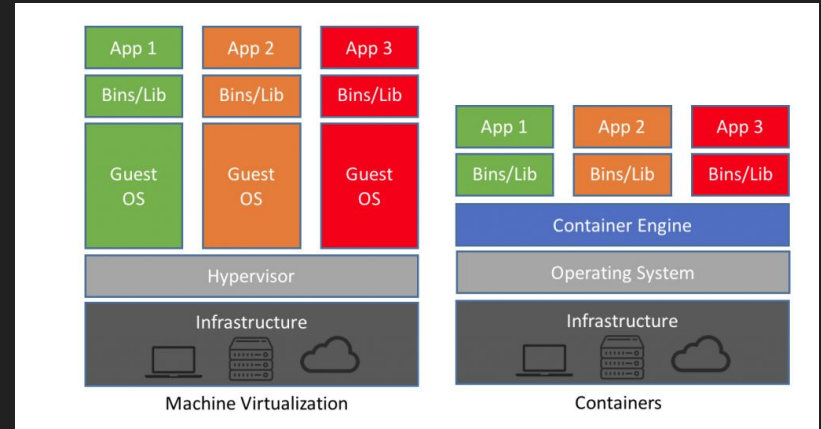 App 1
App 2
App 3
Bins/Lib
Bins/Lib
Bins/Lib
Guest
OS
Guest
OS
Guest
OS
Hypervisor
Infrastructure
Machine Virtualization
App 1
App 2
App 3
Bins/Lib
Bins/Lib
Bins/Lib
Container Engine
Operating System
Infrastructure
Containers